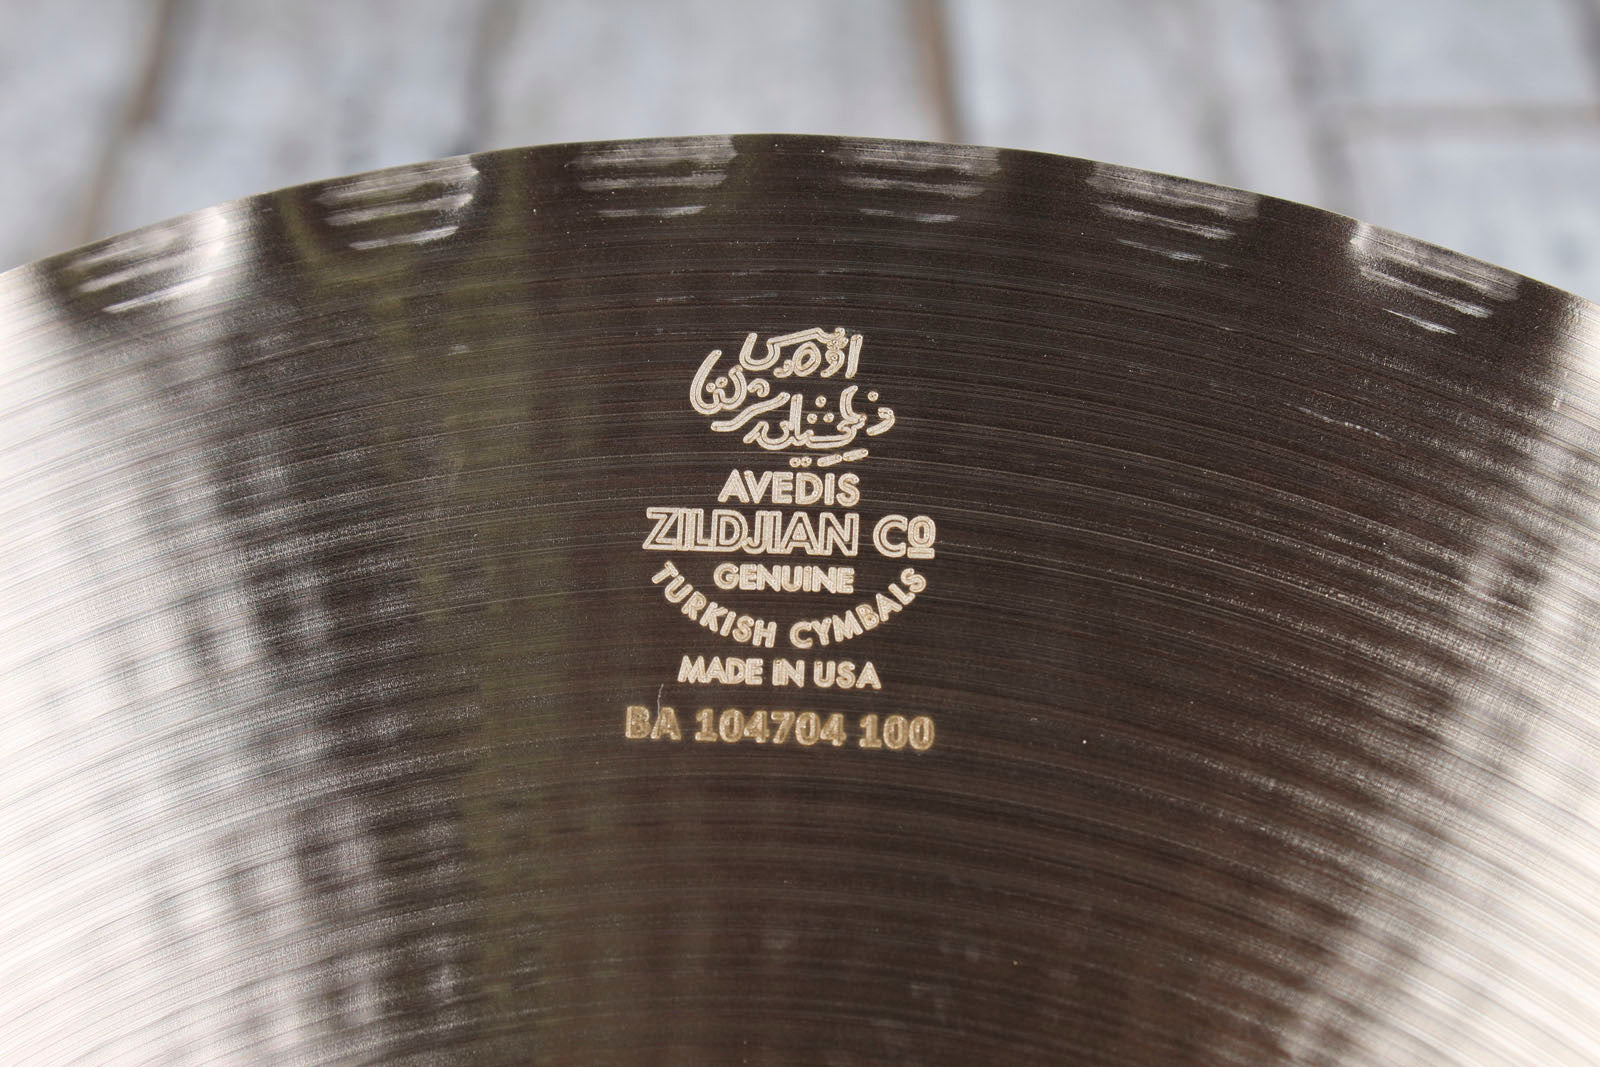 AVEDIS
ZILDJIAN Co
GENUINE
TURKISH CYMBALS
MADE IN USA
BA 104704 100